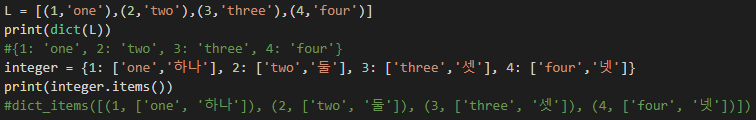 L = [(1,'one'),(2,'two'),(3,'three'),(4,'four')]
print(dict(L))
#{1: 'one', 2: 'two', 3: 'three', 4: 'four'}
integer = {1: ['one','하나'], 2: ['two','둘'], 3: ['three','셋'], 4: ['four','넷']}
print(integer.items())
#dict_items([(1, ['one', '하나']), (2, ['two', '둘']), (3, ['three', '셋']), (4, ['four', '넷'])])